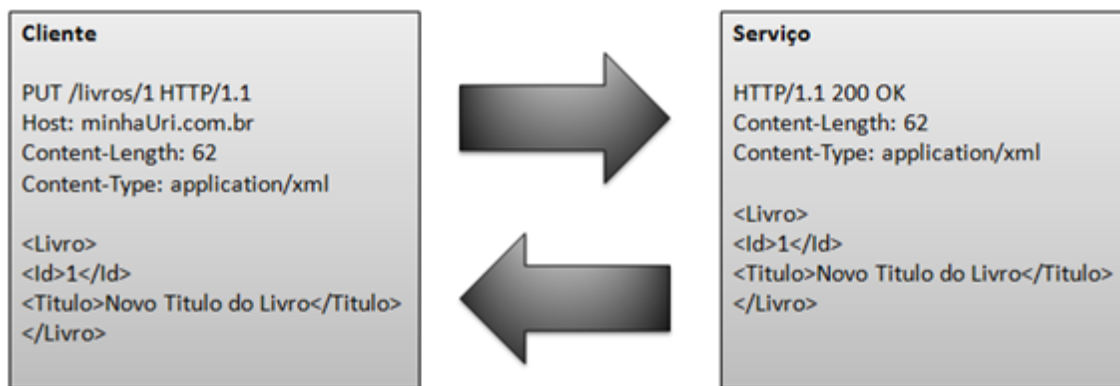 Cliente
PUT /livros/1 HTTP/1.1
Host: minhaUri.com.br
Content-Length: 62
Content-Type: application/xml
<Livro>
<Id>1</Id>
<Titulo>Novo Titulo do Livro</Titulo>
</Livro>
Serviço
HTTP/1.1 200 OK
Content-Length: 62
Content-Type: application/xml
<Livro>
<Id>1</Id>
<Titulo>Novo Titulo do Livro</Titulo>
</Livro>